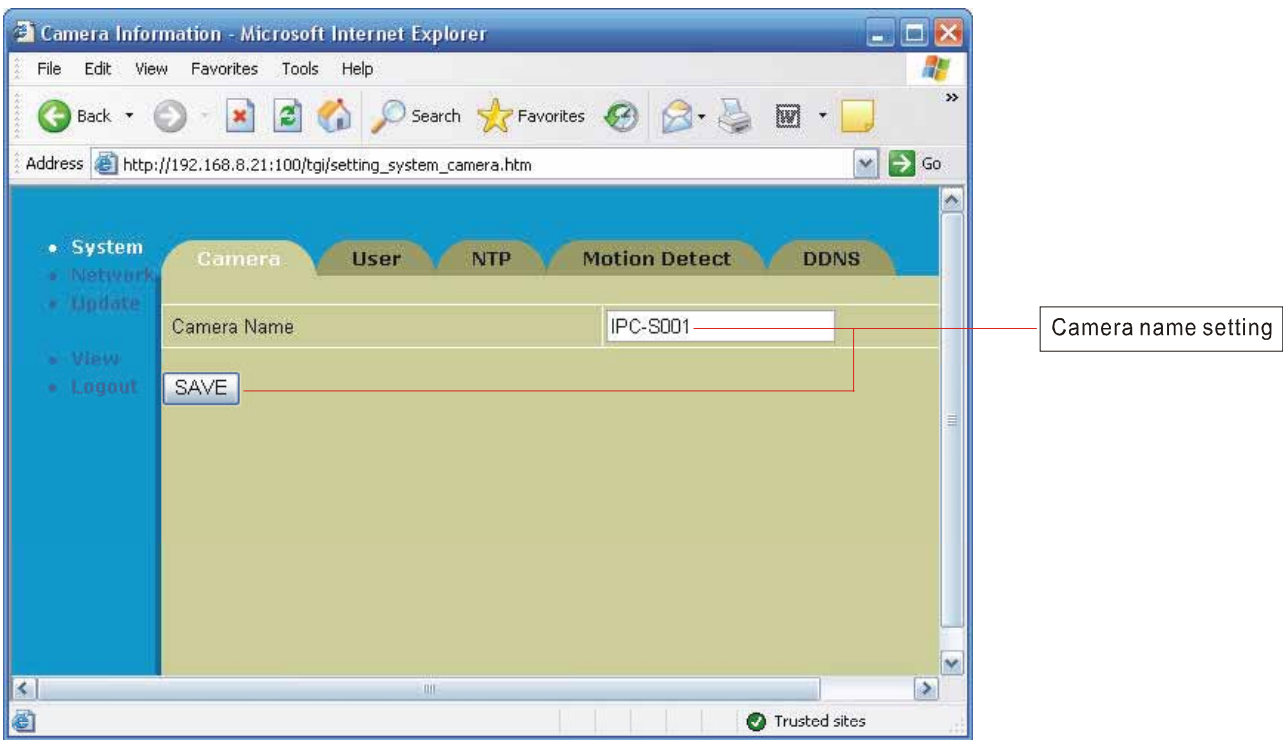 Camera Information - Microsoft Internet Explorer
File Edit View Favorites Tools Help
Back Search Favorites »
Address http://192.168.8.21:100/tgi/setting_system_camera.htm Go
System
Network
Update
View
Logout
Camera User NTP Motion Detect DDNS
Camera Name IPC-S001
SAVE
Camera name setting
Trusted sites